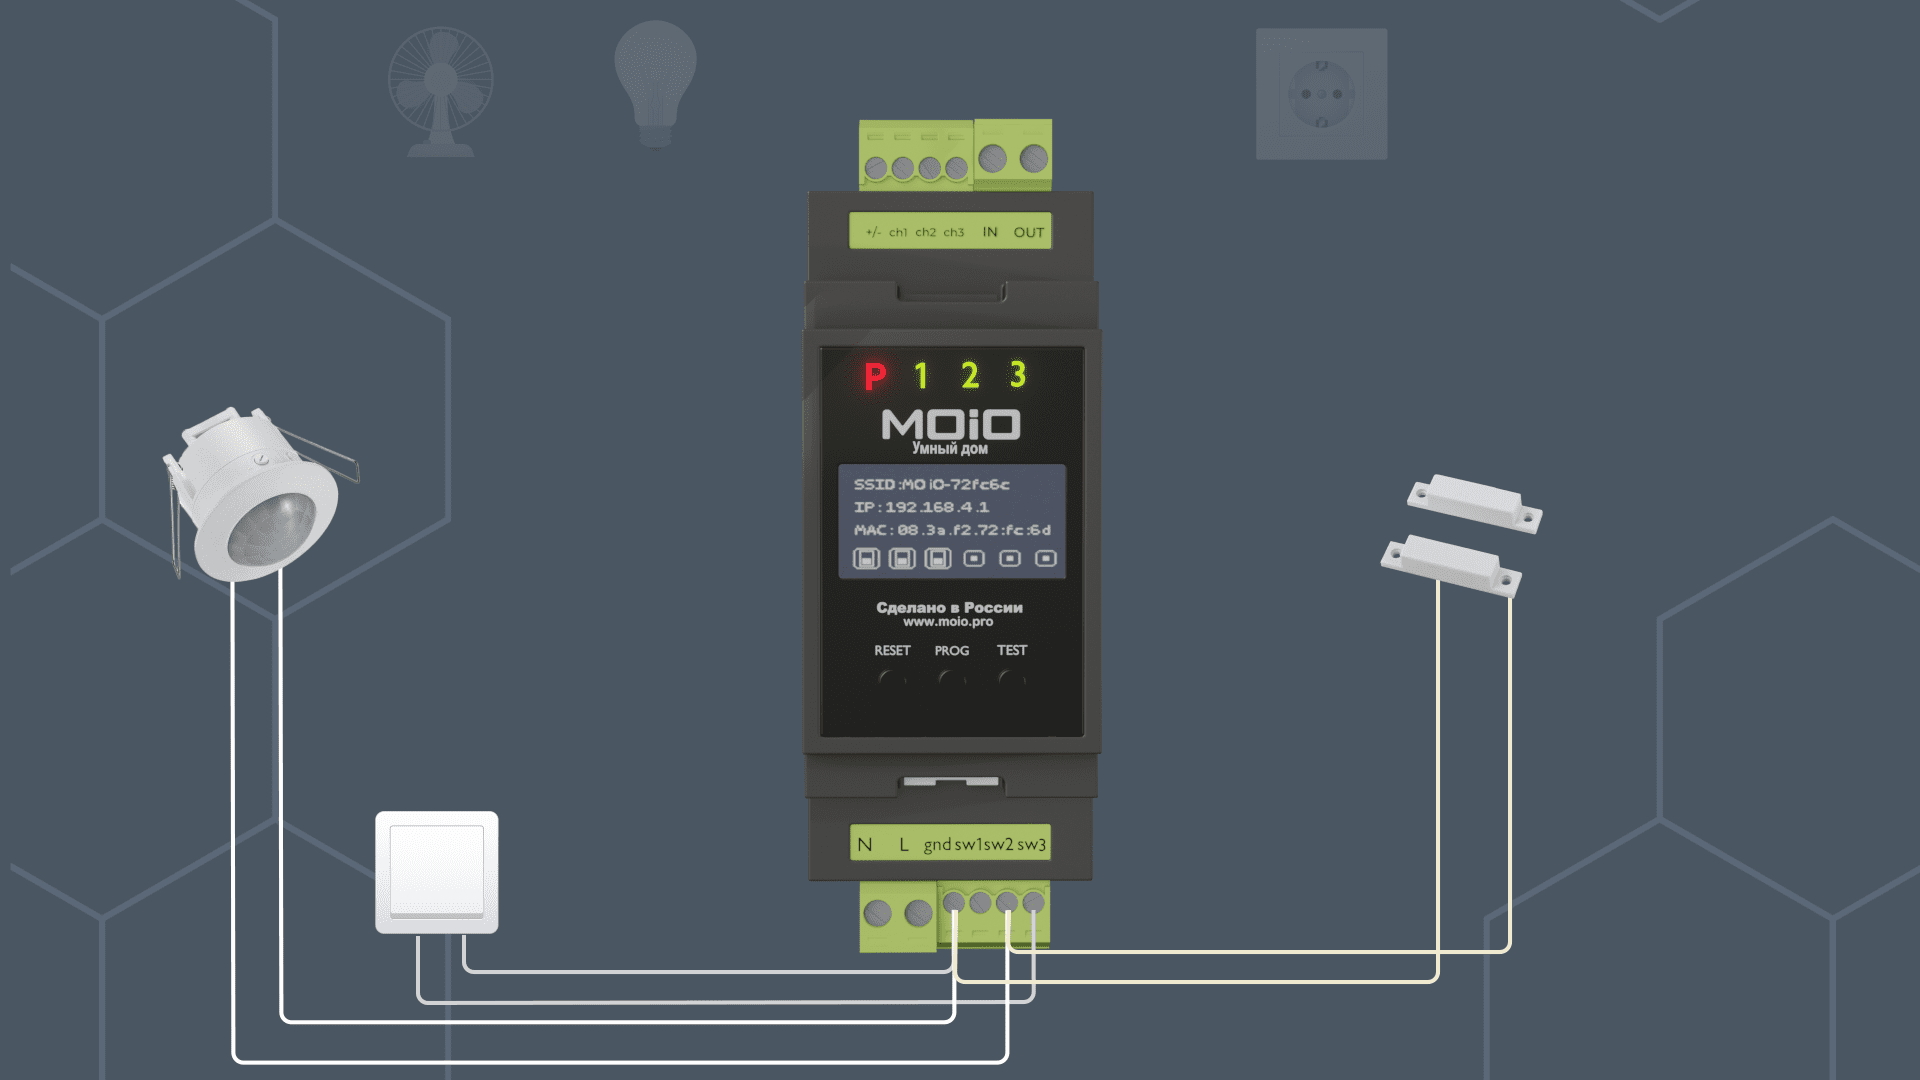 +/- ch1 ch2 ch3 IN OUT
P 1 2 3
MOiO
Умный дом
SSID:MOiO-72fc6c
IP:192.168.4.1
MAC:08.3a.f2.72:fc:6d
Сделано в России
www.moio.pro
RESET PROG TEST
N L gnd sw1 sw2 sw3